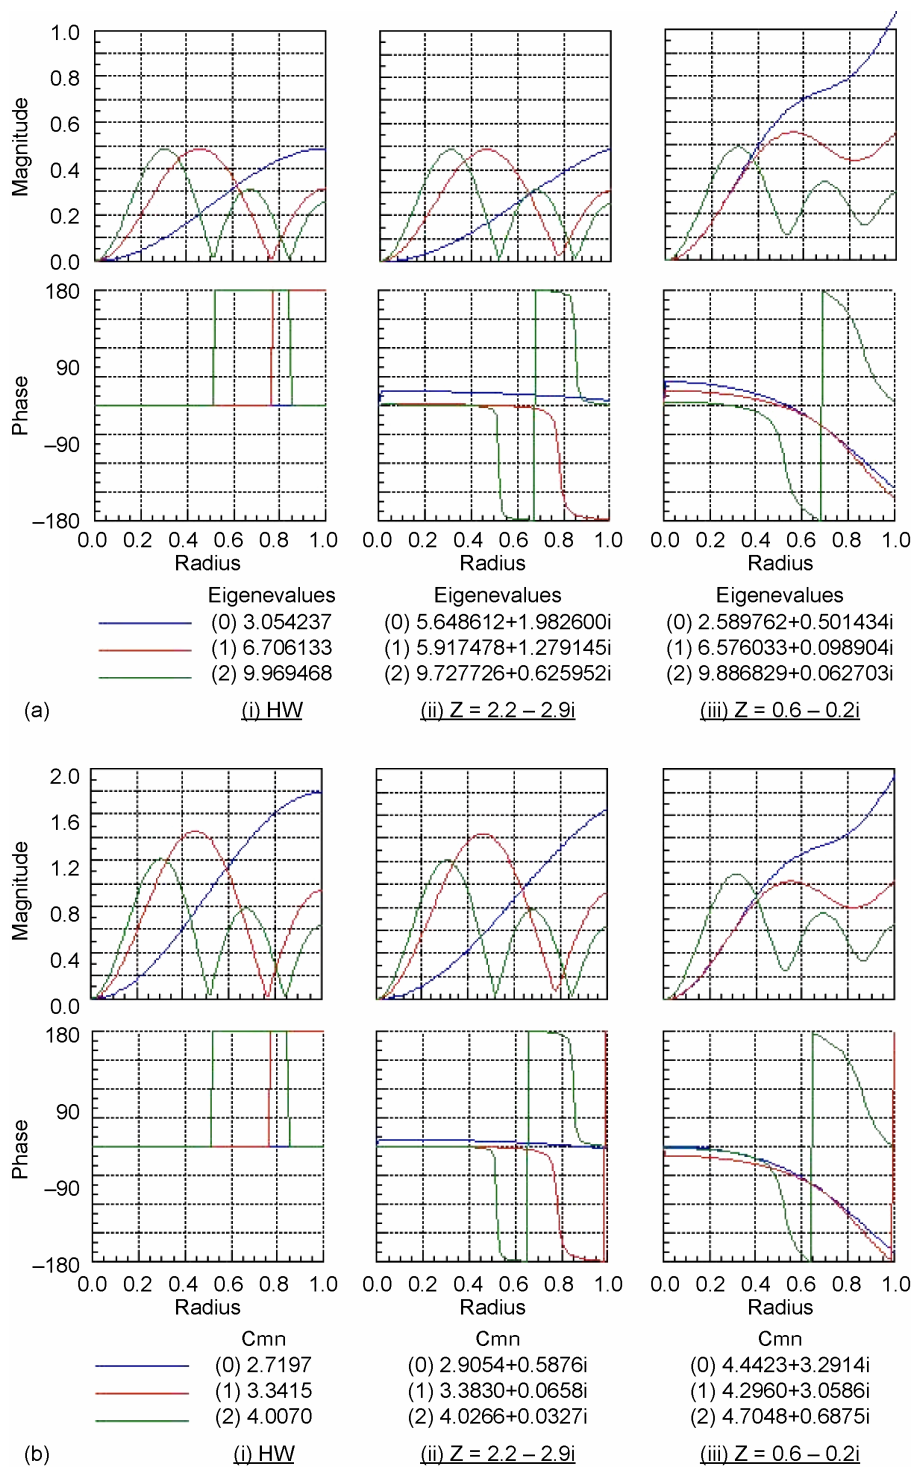 (a)
1.0
0.8
0.6
0.4
0.2
0.0
Magnitude
180
90
–90
–180
Phase
0.0 0.2 0.4 0.6 0.8 1.0
0.0 0.2 0.4 0.6 0.8 1.0
0.0 0.2 0.4 0.6 0.8 1.0
Radius Radius Radius
Eigenevalues Eigenevalues Eigenevalues
(0) 3.054237 (0) 5.648612+1.982600i (0) 2.589762+0.501434i
(1) 6.706133 (1) 5.917478+1.279145i (1) 6.576033+0.098904i
(2) 9.969468 (2) 9.727726+0.625952i (2) 9.886829+0.062703i
(a) (i) HW (ii) Z = 2.2 – 2.9i (iii) Z = 0.6 – 0.2i
2.0
1.6
1.2
0.8
0.4
0.0
Magnitude
180
90
–90
–180
Phase
0.0 0.2 0.4 0.6 0.8 1.0
0.0 0.2 0.4 0.6 0.8 1.0
0.0 0.2 0.4 0.6 0.8 1.0
Radius Radius Radius
Cmn Cmn Cmn
(0) 2.7197 (0) 2.9054+0.5876i (0) 4.4423+3.2914i
(1) 3.3415 (1) 3.3830+0.0658i (1) 4.2960+3.0586i
(2) 4.0070 (2) 4.0266+0.0327i (2) 4.7048+0.6875i
(b) (i) HW (ii) Z = 2.2 – 2.9i (iii) Z = 0.6 – 0.2i